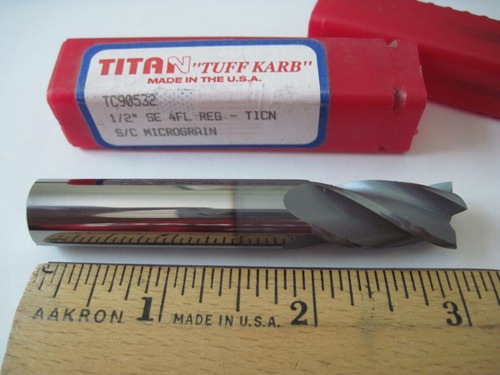 TITAN "TUFF KARB"
MADE IN THE U.S.A.
TC90532
1/2" SE 4FL REG - TICN
S/C MICROGRAIN
1 2 3
AAKRON MADE IN U.S.A.